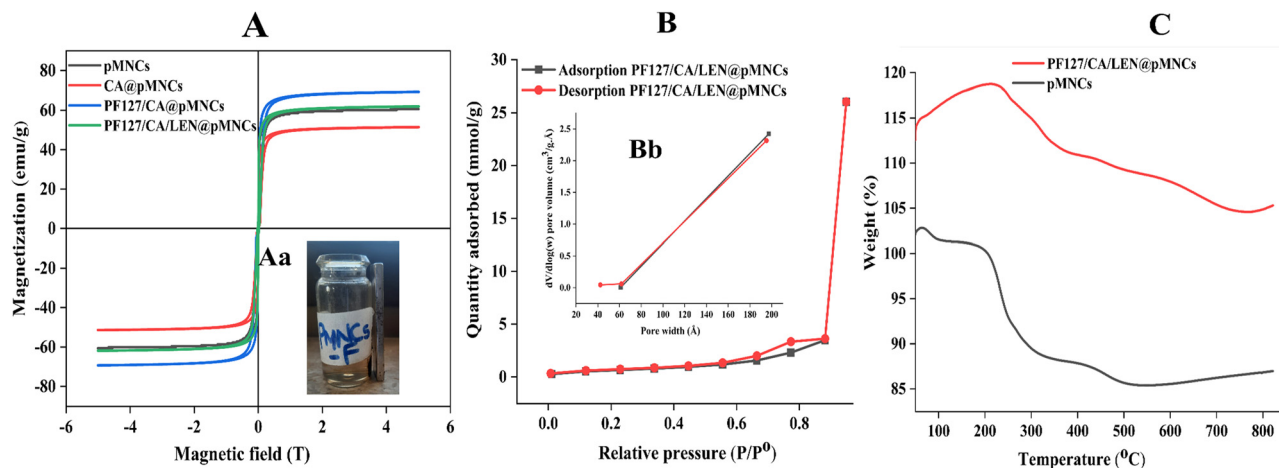 A
pMNCs
CA@pMNCs
PF127/CA@pMNCs
PF127/CA/LEN@pMNCs
Magnetization (emu/g)
80
60
40
20
0
-20
-40
-60
-80
-6
-4
-2
0
2
4
6
Magnetic field (T)
Aa
PMNCs
-F
B
Adsorption PF127/CA/LEN@pMNCs
Desorption PF127/CA/LEN@pMNCs
Quantity adsorbed (mmol/g)
30
25
20
15
10
5
0
0.0
0.2
0.4
0.6
0.8
Relative pressure (P/P⁰)
Bb
dV/dlog(w) pore volume (cm³/g.Å)
2.5
2.0
1.5
1.0
0.5
0.0
20
40
60
80
100
120
140
160
180
200
Pore width (Å)
C
PF127/CA/LEN@pMNCs
pMNCs
Weight (%)
120
115
110
105
100
95
90
85
100
200
300
400
500
600
700
800
Temperature (⁰C)